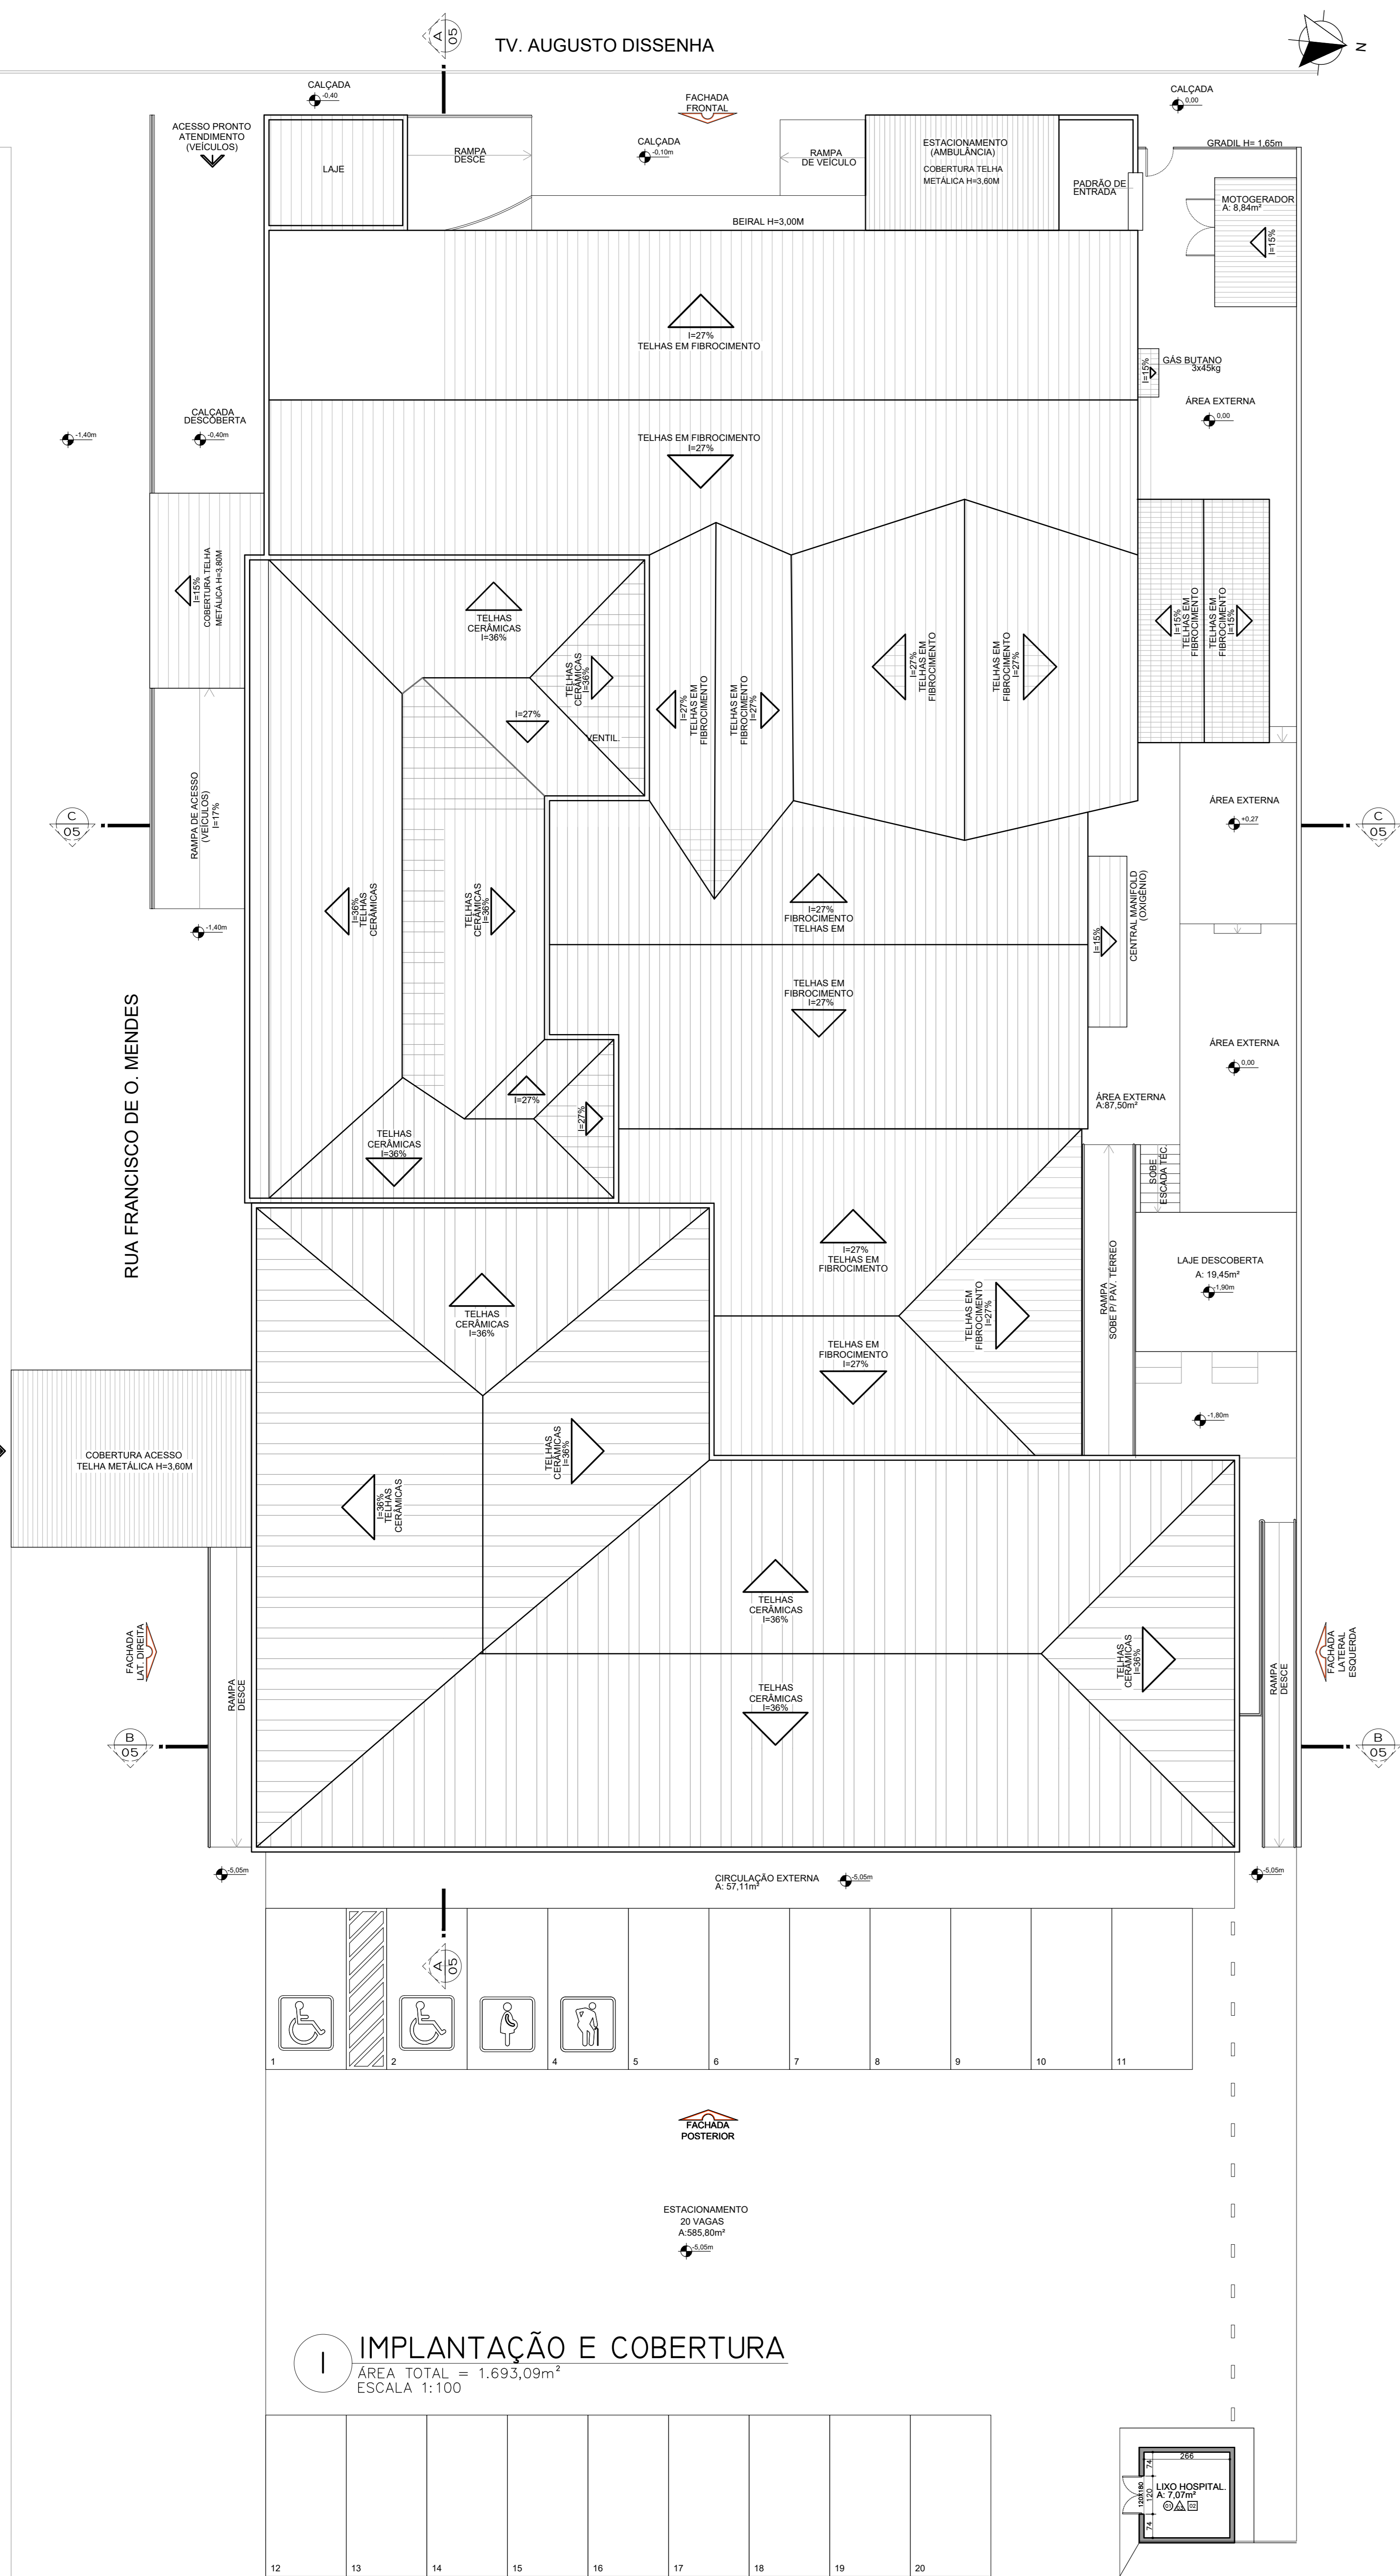 A
05
TV. AUGUSTO DISSENHA
N
CALÇADA
-0,40
FACHADA
FRONTAL
CALÇADA
0,00
ACESSO PRONTO
ATENDIMENTO
(VEÍCULOS)
LAJE
RAMPA
DESCE
CALÇADA
-0,10m
RAMPA
DE VEÍCULO
ESTACIONAMENTO
(AMBULÂNCIA)
COBERTURA TELHA
METÁLICA H=3,60M
PADRÃO DE
ENTRADA
GRADIL H= 1,65m
MOTOGERADOR
A: 8,84m²
I=15%
BEIRAL H=3,00M
I=27%
TELHAS EM FIBROCIMENTO
I=15%
GÁS BUTANO
3x45kg
ÁREA EXTERNA
0,00
-1,40m
CALÇADA
DESCOBERTA
-0,40m
TELHAS EM FIBROCIMENTO
I=27%
I=15%
COBERTURA TELHA
METÁLICA H=3,80M
TELHAS
CERÂMICAS
I=36%
TELHAS
CERÂMICAS
I=36%
I=27%
VENTIL.
I=27%
TELHAS EM
FIBROCIMENTO
TELHAS EM
FIBROCIMENTO
I=27%
I=27%
TELHAS EM
FIBROCIMENTO
TELHAS EM
FIBROCIMENTO
I=27%
I=15%
TELHAS EM
FIBROCIMENTO
TELHAS EM
FIBROCIMENTO
I=15%
RAMPA DE ACESSO
(VEÍCULOS)
I=17%
C
05
ÁREA EXTERNA
+0,27
C
05
-1,40m
I=36%
TELHAS
CERÂMICAS
TELHAS
CERÂMICAS
I=36%
I=27%
FIBROCIMENTO
TELHAS EM
I=15%
CENTRAL MANIFOLD
(OXIGÊNIO)
TELHAS EM
FIBROCIMENTO
I=27%
RUA FRANCISCO DE O. MENDES
ÁREA EXTERNA
0,00
I=27%
I=27%
TELHAS
CERÂMICAS
I=36%
ÁREA EXTERNA
A:87,50m²
SOBE
ESCADA TÉC.
I=27%
TELHAS EM
FIBROCIMENTO
TELHAS EM
FIBROCIMENTO
I=27%
TELHAS EM
FIBROCIMENTO
I=27%
RAMPA
SOBE P/ PAV. TÉRREO
LAJE DESCOBERTA
A: 19,45m²
-1,90m
TELHAS
CERÂMICAS
I=36%
-1,80m
COBERTURA ACESSO
TELHA METÁLICA H=3,60M
TELHAS
CERÂMICAS
I=36%
I=36%
TELHAS
CERÂMICAS
TELHAS
CERÂMICAS
I=36%
TELHAS
CERÂMICAS
I=36%
TELHAS
CERÂMICAS
I=36%
FACHADA
LAT. DIREITA
RAMPA
DESCE
RAMPA
DESCE
FACHADA
LATERAL
ESQUERDA
B
05
B
05
-5,05m
CIRCULAÇÃO EXTERNA
A: 57,11m²
-5,05m
-5,05m
A
05
1
2
4
5
6
7
8
9
10
11
FACHADA
POSTERIOR
ESTACIONAMENTO
20 VAGAS
A:585,80m²
-5,05m
1
IMPLANTAÇÃO E COBERTURA
ÁREA TOTAL = 1.693,09m²
ESCALA 1:100
266
74
120
74
120x180
LIXO HOSPITAL.
A: 7,07m²
01
02
12
13
14
15
16
17
18
19
20